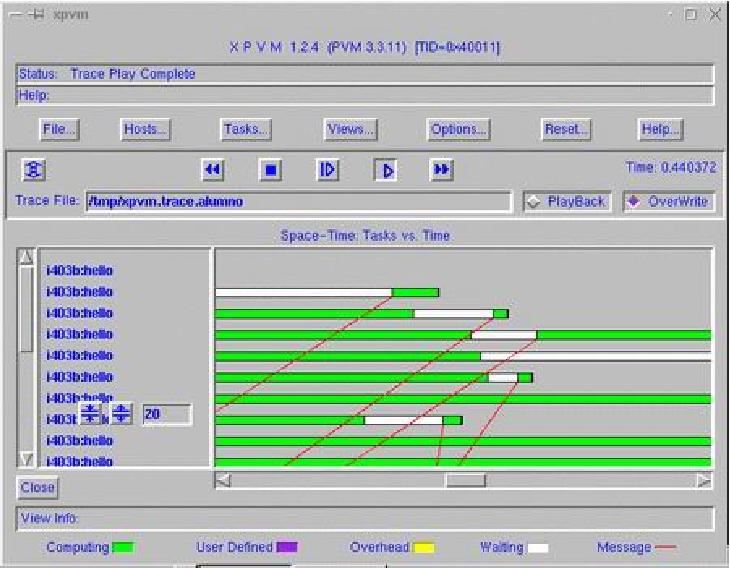 xpvm
X P V M 1.2.4 (PVM 3.3.11) [TID=0x40011]
Status: Trace Play Complete
Help:
File... Hosts... Tasks... Views... Options... Reset... Help...
Time: 0.440372
Trace File: /tmp/xpvm.trace.alumno PlayBack OverWrite
Space-Time: Tasks vs. Time
i403b:hello
i403b:hello
i403b:hello
i403b:hello
i403b:hello
i403b:hello
i403b:hello
20
i403b:hello
i403b:hello
Close
View Info:
Computing User Defined Overhead Waiting Message